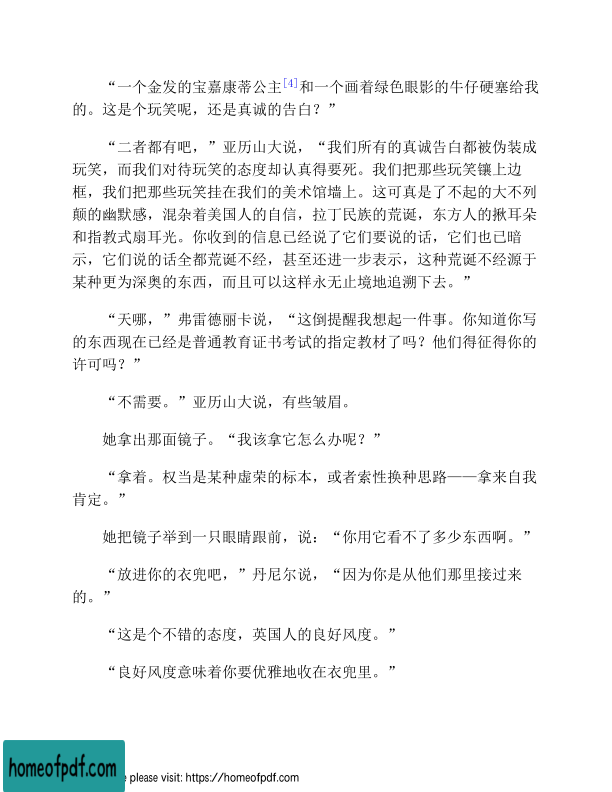 “一个金发的宝嘉康蒂公主[4]和一个画着绿色眼影的牛仔硬塞给我
的。这是个玩笑呢，还是真诚的告白？”
“二者都有吧，”亚历山大说，“我们所有的真诚告白都被伪装成
玩笑，而我们对待玩笑的态度却认真得要死。我们把那些玩笑镶上边
框，我们把那些玩笑挂在我们的美术馆墙上。这可真是了不起的大不列
颠的幽默感，混杂着美国人的自信，拉丁民族的荒诞，东方人的揪耳朵
和指教式扇耳光。你收到的信息已经说了它们要说的话，它们也已暗
示，它们说的话全都荒诞不经，甚至还进一步表示，这种荒诞不经源于
某种更为深奥的东西，而且可以这样永无止境地追溯下去。”
“天哪，”弗雷德丽卡说，“这倒提醒我想起一件事。你知道你写
的东西现在已经是普通教育证书考试的指定教材了吗？他们得征得你的
许可吗？”
“不需要。”亚历山大说，有些皱眉。
她拿出那面镜子。“我该拿它怎么办呢？”
“拿着。权当是某种虚荣的标本，或者索性换种思路——拿来自我
肯定。”
她把镜子举到一只眼睛跟前，说：“你用它看不了多少东西啊。”
“放进你的衣兜吧，”丹尼尔说，“因为你是从他们那里接过来
的。”
“这是个不错的态度，英国人的良好风度。”
“良好风度意味着你要优雅地收在衣兜里。”
homeofpdf.com
e please visit: https://homeofpdf.com